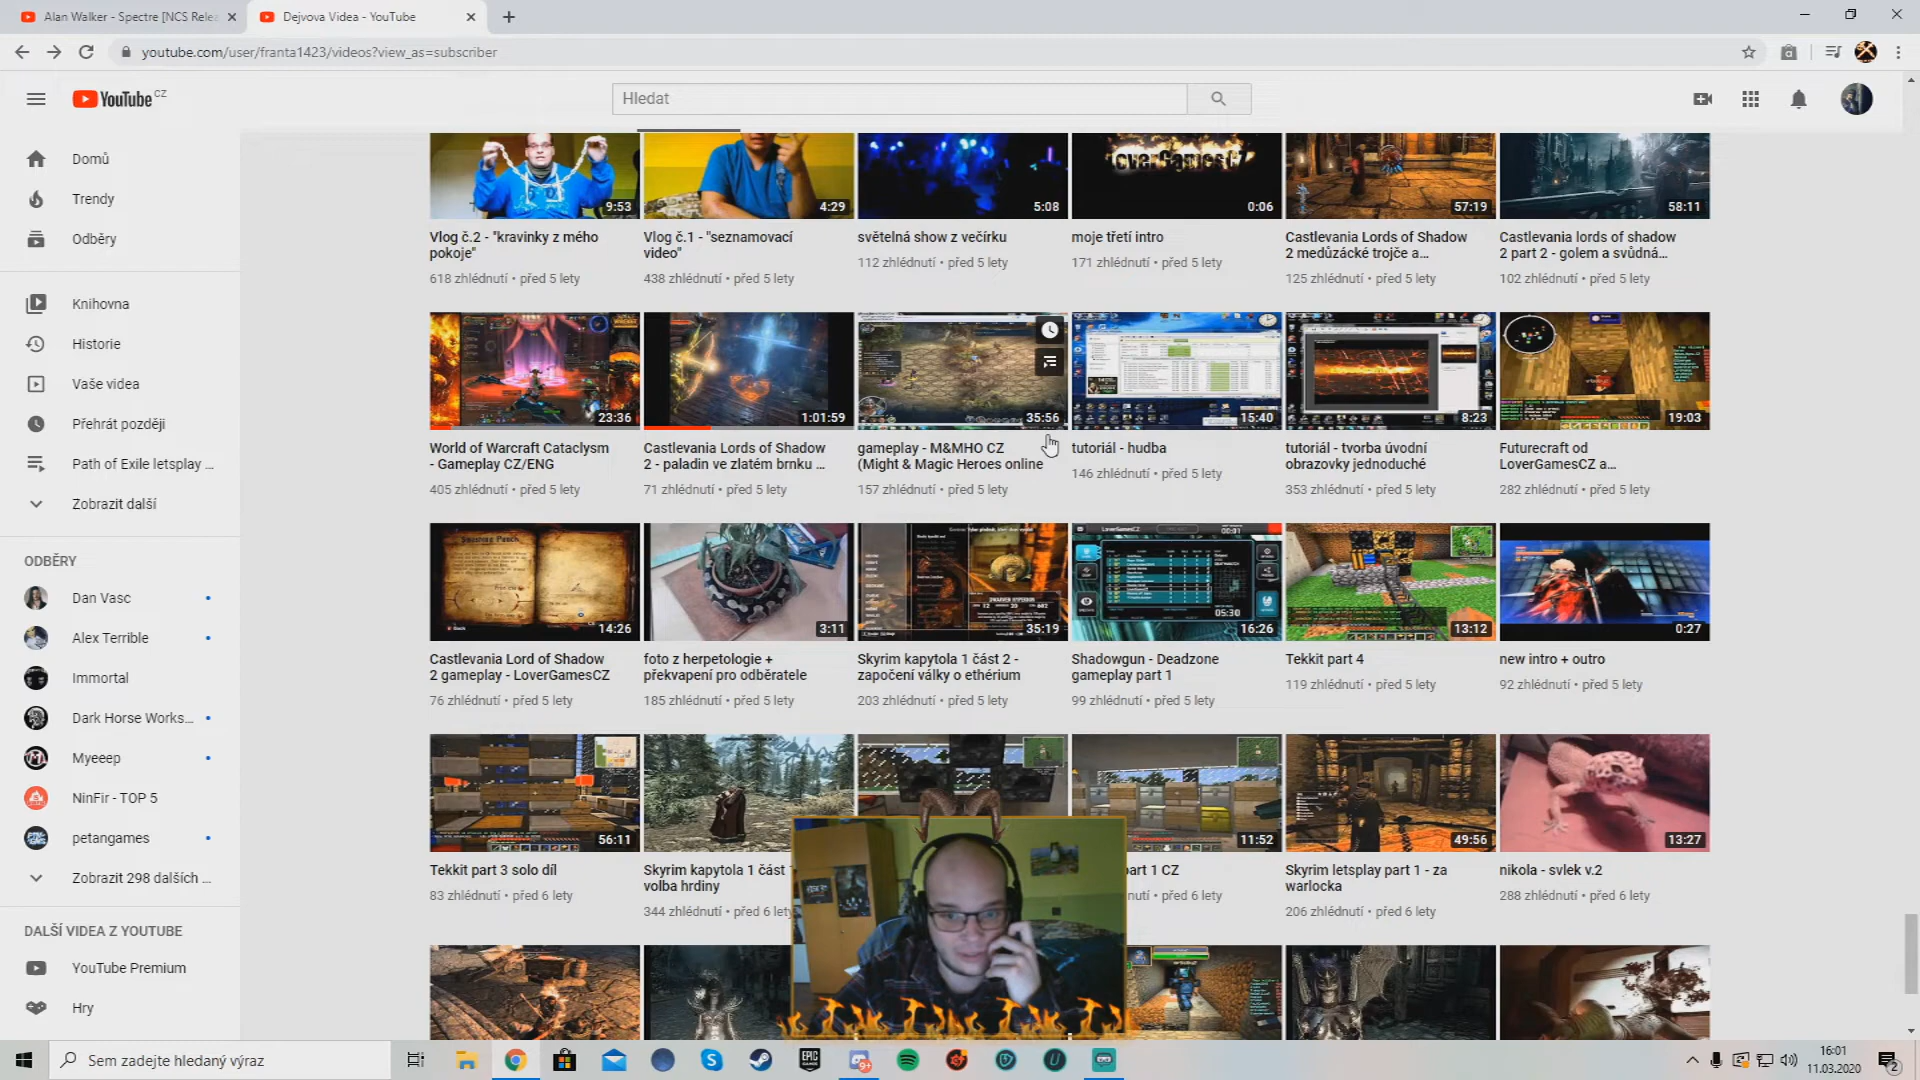 Alan Walker - Spectre [NCS Relea
Dejvova Videa - YouTube
youtube.com/user/franta1423/videos?view_as=subscriber
YouTube CZ
Hledat
Domů
Trendy
Odběry
Knihovna
Historie
Vaše videa
Přehrát později
Path of Exile letsplay ...
Zobrazit další
ODBĚRY
Dan Vasc
Alex Terrible
Immortal
Dark Horse Works...
Myeeep
NinFir - TOP 5
petangames
Zobrazit 298 dalších ...
DALŠÍ VIDEA Z YOUTUBE
YouTube Premium
Hry
9:53
4:29
5:08
LoverGamesCZ
0:06
57:19
58:11
Vlog č.2 - "kravinky z mého
pokoje"
618 zhlédnutí • před 5 lety
Vlog č.1 - "seznamovací
video"
438 zhlédnutí • před 5 lety
světelná show z večírku
112 zhlédnutí • před 5 lety
moje třetí intro
171 zhlédnutí • před 5 lety
Castlevania Lords of Shadow
2 medůzácké trojče a...
125 zhlédnutí • před 5 lety
Castlevania lords of shadow
2 part 2 - golem a svůdná...
102 zhlédnutí • před 5 lety
23:36
1:01:59
35:56
15:40
8:23
19:03
World of Warcraft Cataclysm
- Gameplay CZ/ENG
405 zhlédnutí • před 5 lety
Castlevania Lords of Shadow
2 - paladin ve zlatém brnku ...
71 zhlédnutí • před 5 lety
gameplay - M&MHO CZ
(Might & Magic Heroes online
157 zhlédnutí • před 5 lety
tutoriál - hudba
146 zhlédnutí • před 5 lety
tutoriál - tvorba úvodní
obrazovky jednoduché
353 zhlédnutí • před 5 lety
Futurecraft od
LoverGamesCZ a...
282 zhlédnutí • před 5 lety
14:26
3:11
35:19
LoverGamesCZ
00:01
05:30
16:26
13:12
0:27
Castlevania Lord of Shadow
2 gameplay - LoverGamesCZ
76 zhlédnutí • před 5 lety
foto z herpetologie +
překvapení pro odběratele
185 zhlédnutí • před 5 lety
Skyrim kapytola 1 část 2 -
započení války o ethérium
203 zhlédnutí • před 5 lety
Shadowgun - Deadzone
gameplay part 1
99 zhlédnutí • před 5 lety
Tekkit part 4
119 zhlédnutí • před 5 lety
new intro + outro
92 zhlédnutí • před 5 lety
56:11
11:52
49:56
13:27
Tekkit part 3 solo díl
83 zhlédnutí • před 6 lety
Skyrim kapytola 1 část
volba hrdiny
344 zhlédnutí • před 6 lety
part 1 CZ
nutí • před 6 lety
Skyrim letsplay part 1 - za
warlocka
206 zhlédnutí • před 6 lety
nikola - svlek v.2
288 zhlédnutí • před 6 lety
Sem zadejte hledaný výraz
16:01
11.03.2020
2